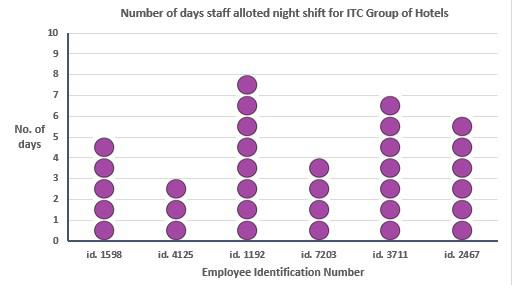 Number of days staff alloted night shift for ITC Group of Hotels
10
9
8
7
6
5
4
3
2
1
0
No. of
days
id. 1598 id. 4125 id. 1192 id. 7203 id. 3711 id. 2467
Employee Identification Number